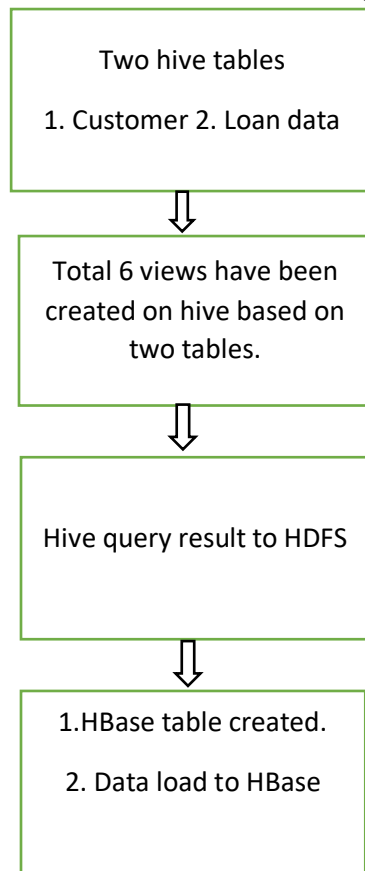 Two hive tables
1. Customer 2. Loan data
Total 6 views have been
created on hive based on
two tables.
Hive query result to HDFS
1.HBase table created.
2. Data load to HBase